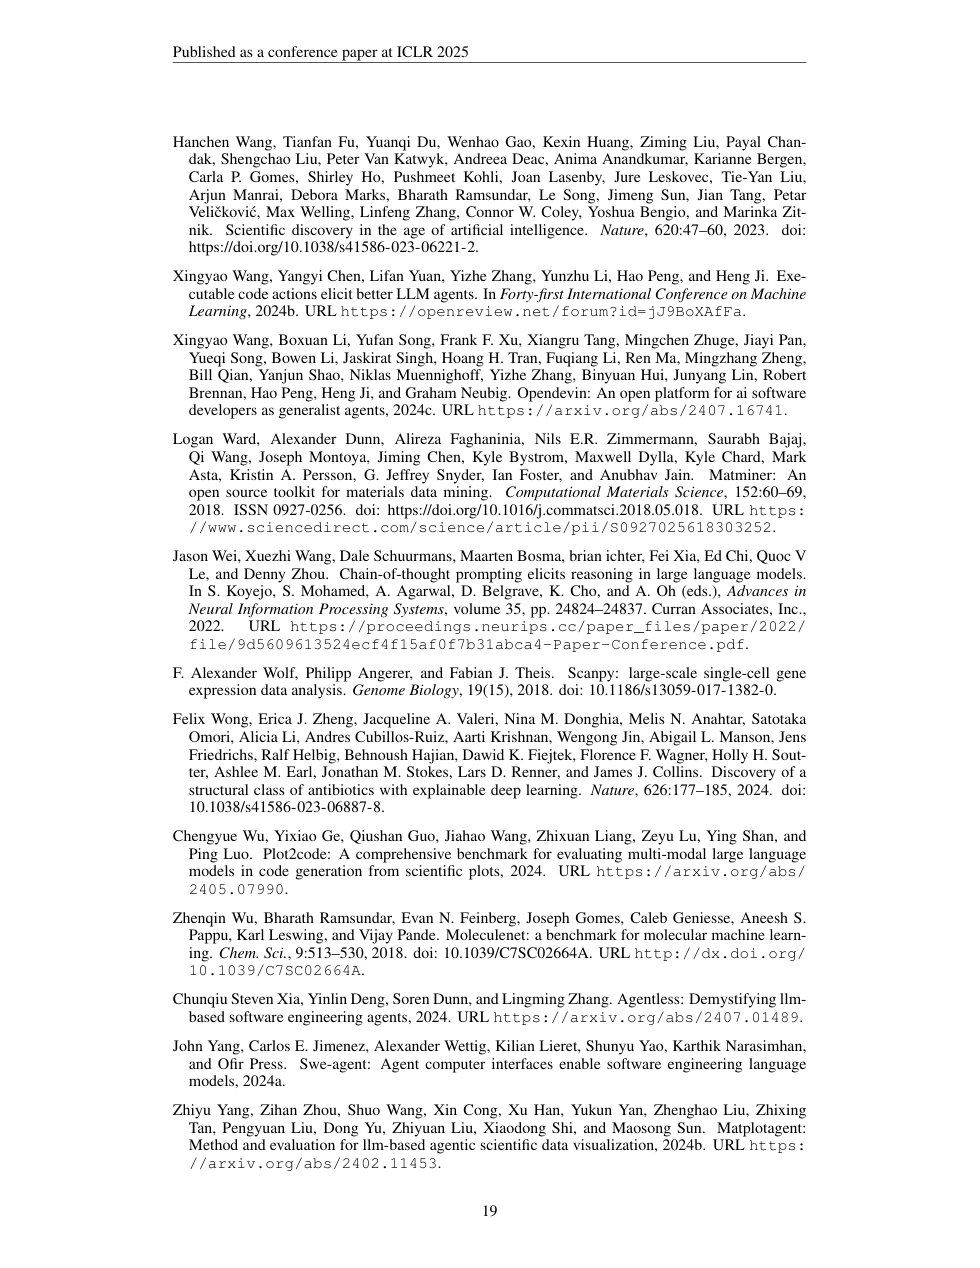 Published as a conference paper at ICLR 2025
Hanchen Wang, Tianfan Fu, Yuanqi Du, Wenhao Gao, Kexin Huang, Ziming Liu, Payal Chan-
dak, Shengchao Liu, Peter Van Katwyk, Andreea Deac, Anima Anandkumar, Karianne Bergen,
Carla P. Gomes, Shirley Ho, Pushmeet Kohli, Joan Lasenby, Jure Leskovec, Tie-Yan Liu,
Arjun Manrai, Debora Marks, Bharath Ramsundar, Le Song, Jimeng Sun, Jian Tang, Petar
Veličković, Max Welling, Linfeng Zhang, Connor W. Coley, Yoshua Bengio, and Marinka Zit-
nik. Scientific discovery in the age of artificial intelligence. Nature, 620:47–60, 2023. doi:
https://doi.org/10.1038/s41586-023-06221-2.
Xingyao Wang, Yangyi Chen, Lifan Yuan, Yizhe Zhang, Yunzhu Li, Hao Peng, and Heng Ji. Exe-
cutable code actions elicit better LLM agents. In Forty-first International Conference on Machine
Learning, 2024b. URL https://openreview.net/forum?id=jJ9BoXAfFa.
Xingyao Wang, Boxuan Li, Yufan Song, Frank F. Xu, Xiangru Tang, Mingchen Zhuge, Jiayi Pan,
Yueqi Song, Bowen Li, Jaskirat Singh, Hoang H. Tran, Fuqiang Li, Ren Ma, Mingzhang Zheng,
Bill Qian, Yanjun Shao, Niklas Muennighoff, Yizhe Zhang, Binyuan Hui, Junyang Lin, Robert
Brennan, Hao Peng, Heng Ji, and Graham Neubig. Opendevin: An open platform for ai software
developers as generalist agents, 2024c. URL https://arxiv.org/abs/2407.16741.
Logan Ward, Alexander Dunn, Alireza Faghaninia, Nils E.R. Zimmermann, Saurabh Bajaj,
Qi Wang, Joseph Montoya, Jiming Chen, Kyle Bystrom, Maxwell Dylla, Kyle Chard, Mark
Asta, Kristin A. Persson, G. Jeffrey Snyder, Ian Foster, and Anubhav Jain. Matminer: An
open source toolkit for materials data mining. Computational Materials Science, 152:60–69,
2018. ISSN 0927-0256. doi: https://doi.org/10.1016/j.commatsci.2018.05.018. URL https:
//www.sciencedirect.com/science/article/pii/S0927025618303252.
Jason Wei, Xuezhi Wang, Dale Schuurmans, Maarten Bosma, brian ichter, Fei Xia, Ed Chi, Quoc V
Le, and Denny Zhou. Chain-of-thought prompting elicits reasoning in large language models.
In S. Koyejo, S. Mohamed, A. Agarwal, D. Belgrave, K. Cho, and A. Oh (eds.), Advances in
Neural Information Processing Systems, volume 35, pp. 24824–24837. Curran Associates, Inc.,
2022. URL https://proceedings.neurips.cc/paper_files/paper/2022/
file/9d5609613524ecf4f15af0f7b31abca4-Paper-Conference.pdf.
F. Alexander Wolf, Philipp Angerer, and Fabian J. Theis. Scanpy: large-scale single-cell gene
expression data analysis. Genome Biology, 19(15), 2018. doi: 10.1186/s13059-017-1382-0.
Felix Wong, Erica J. Zheng, Jacqueline A. Valeri, Nina M. Donghia, Melis N. Anahtar, Satotaka
Omori, Alicia Li, Andres Cubillos-Ruiz, Aarti Krishnan, Wengong Jin, Abigail L. Manson, Jens
Friedrichs, Ralf Helbig, Behnoush Hajian, Dawid K. Fiejtek, Florence F. Wagner, Holly H. Sout-
ter, Ashlee M. Earl, Jonathan M. Stokes, Lars D. Renner, and James J. Collins. Discovery of a
structural class of antibiotics with explainable deep learning. Nature, 626:177–185, 2024. doi:
10.1038/s41586-023-06887-8.
Chengyue Wu, Yixiao Ge, Qiushan Guo, Jiahao Wang, Zhixuan Liang, Zeyu Lu, Ying Shan, and
Ping Luo. Plot2code: A comprehensive benchmark for evaluating multi-modal large language
models in code generation from scientific plots, 2024. URL https://arxiv.org/abs/
2405.07990.
Zhenqin Wu, Bharath Ramsundar, Evan N. Feinberg, Joseph Gomes, Caleb Geniesse, Aneesh S.
Pappu, Karl Leswing, and Vijay Pande. Moleculenet: a benchmark for molecular machine learn-
ing. Chem. Sci., 9:513–530, 2018. doi: 10.1039/C7SC02664A. URL http://dx.doi.org/
10.1039/C7SC02664A.
Chunqiu Steven Xia, Yinlin Deng, Soren Dunn, and Lingming Zhang. Agentless: Demystifying llm-
based software engineering agents, 2024. URL https://arxiv.org/abs/2407.01489.
John Yang, Carlos E. Jimenez, Alexander Wettig, Kilian Lieret, Shunyu Yao, Karthik Narasimhan,
and Ofir Press. Swe-agent: Agent computer interfaces enable software engineering language
models, 2024a.
Zhiyu Yang, Zihan Zhou, Shuo Wang, Xin Cong, Xu Han, Yukun Yan, Zhenghao Liu, Zhixing
Tan, Pengyuan Liu, Dong Yu, Zhiyuan Liu, Xiaodong Shi, and Maosong Sun. Matplotagent:
Method and evaluation for llm-based agentic scientific data visualization, 2024b. URL https:
//arxiv.org/abs/2402.11453.
19